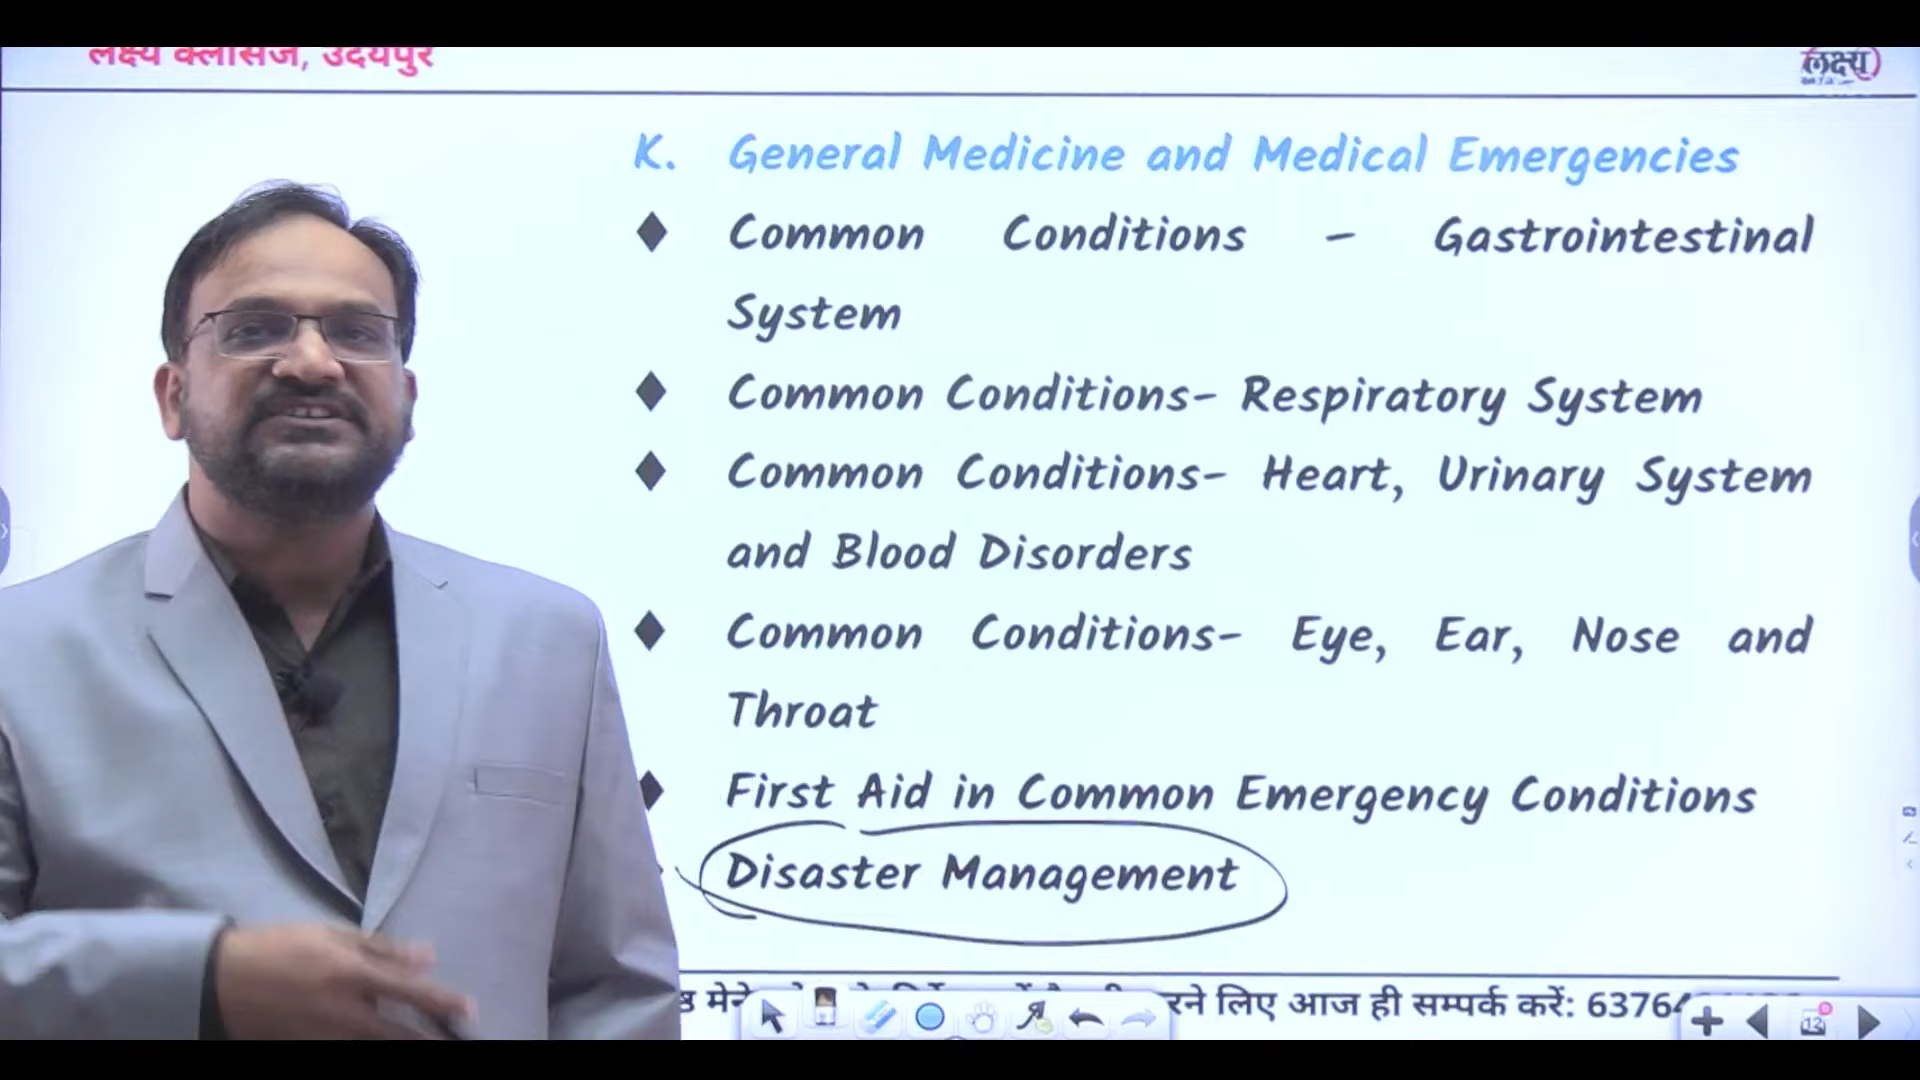 लक्ष्य क्लासेज, उदयपुर
लक्ष्य
K. General Medicine and Medical Emergencies
Common Conditions – Gastrointestinal
System
Common Conditions- Respiratory System
Common Conditions- Heart, Urinary System
and Blood Disorders
Common Conditions- Eye, Ear, Nose and
Throat
First Aid in Common Emergency Conditions
Disaster Management
लिए आज ही सम्पर्क करें: 6376
12